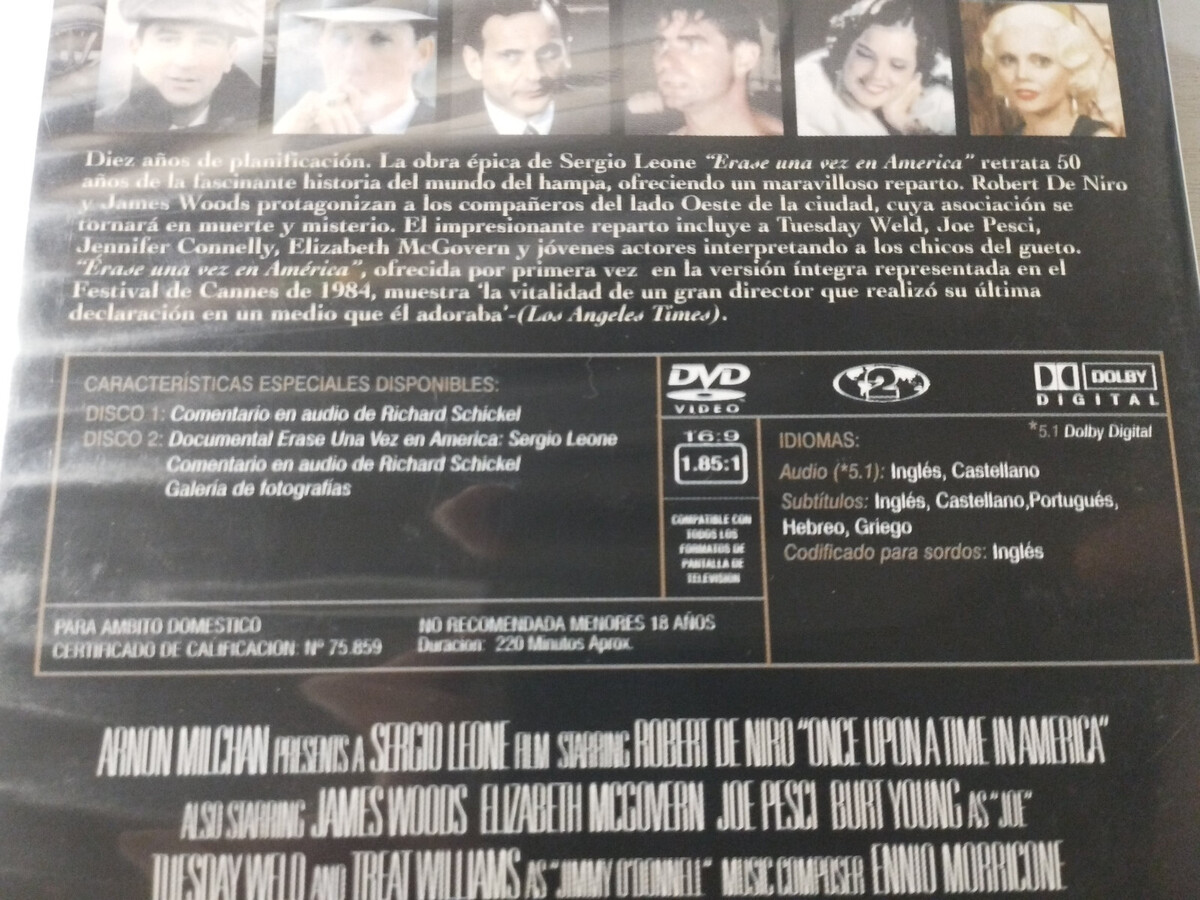 Diez años de planificación. La obra épica de Sergio Leone "Erase una vez en America" retrata 50
años de la fascinante historia del mundo del hampa, ofreciendo un maravilloso reparto. Robert De Niro
y James Woods protagonizan a los compañeros del lado Oeste de la ciudad, cuya asociación se
tornará en muerte y misterio. El impresionante reparto incluye a Tuesday Weld, Joe Pesci,
Jennifer Connelly, Elizabeth McGovern y jóvenes actores interpretando a los chicos del gueto.
"Érase una vez en América", ofrecida por primera vez en la versión íntegra representada en el
Festival de Cannes de 1984, muestra 'la vitalidad de un gran director que realizó su última
declaración en un medio que él adoraba'-(Los Angeles Times).
CARACTERÍSTICAS ESPECIALES DISPONIBLES:
DISCO 1: Comentario en audio de Richard Schickel
DISCO 2: Documental Erase Una Vez en America: Sergio Leone
Comentario en audio de Richard Schickel
Galería de fotografías
DVD
VIDEO
2
DOLBY
DIGITAL
16:9
1.85:1
COMPATIBLE CON
TODOS LOS
FORMATOS DE
PANTALLA DE
TELEVISION
IDIOMAS:
*5.1 Dolby Digital
Audio (*5.1): Inglés, Castellano
Subtítulos: Inglés, Castellano,Portugués,
Hebreo, Griego
Codificado para sordos: Inglés
PARA AMBITO DOMESTICO
CERTIFICADO DE CALIFICACION: Nº 75.859
NO RECOMENDADA MENORES 18 AÑOS
Duracion: 220 Minutos Aprox.
ARNON MILCHAN PRESENTS A SERGIO LEONE FILM STARRING ROBERT DE NIRO "ONCE UPON A TIME IN AMERICA"
ALSO STARRING JAMES WOODS ELIZABETH MCGOVERN JOE PESCI BURT YOUNG AS "JOE"
TUESDAY WELD AND TREAT WILLIAMS AS "JIMMY O'DONNELL" MUSIC COMPOSER ENNIO MORRICONE